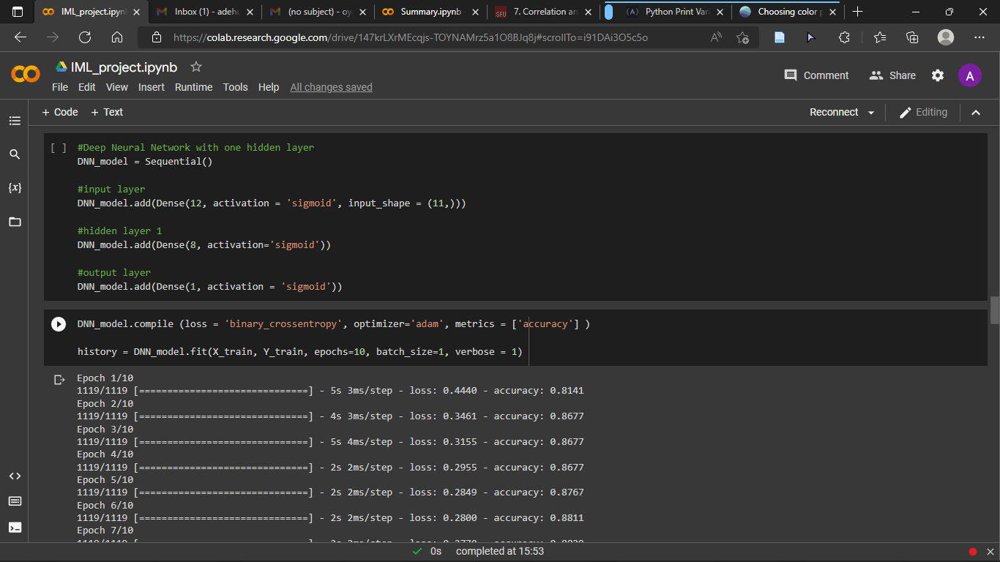 IML_project.ipyn
Inbox (1) - adeh
(no subject) - oy
Summary.ipynb
SFU
7. Correlation an
Python Print Vari
Choosing color p
https://colab.research.google.com/drive/147krLXrMEcqjs-TOYNAMrz5a1O8BJq8j#scrollTo=i91DAi3O5c5o
IML_project.ipynb
Comment
Share
A
File Edit View Insert Runtime Tools Help All changes saved
+ Code + Text
Reconnect
Editing
[ ] #Deep Neural Network with one hidden layer
DNN_model = Sequential()
#input layer
DNN_model.add(Dense(12, activation = 'sigmoid', input_shape = (11,)))
#hidden layer 1
DNN_model.add(Dense(8, activation='sigmoid'))
#output layer
DNN_model.add(Dense(1, activation = 'sigmoid'))
DNN_model.compile (loss = 'binary_crossentropy', optimizer='adam', metrics = ['accuracy'] )
history = DNN_model.fit(X_train, Y_train, epochs=10, batch_size=1, verbose = 1)
Epoch 1/10
1119/1119 [==============================] - 5s 3ms/step - loss: 0.4440 - accuracy: 0.8141
Epoch 2/10
1119/1119 [==============================] - 4s 3ms/step - loss: 0.3461 - accuracy: 0.8677
Epoch 3/10
1119/1119 [==============================] - 5s 4ms/step - loss: 0.3155 - accuracy: 0.8677
Epoch 4/10
1119/1119 [==============================] - 2s 2ms/step - loss: 0.2955 - accuracy: 0.8677
Epoch 5/10
1119/1119 [==============================] - 2s 2ms/step - loss: 0.2849 - accuracy: 0.8767
Epoch 6/10
1119/1119 [==============================] - 2s 2ms/step - loss: 0.2800 - accuracy: 0.8811
Epoch 7/10
0s completed at 15:53